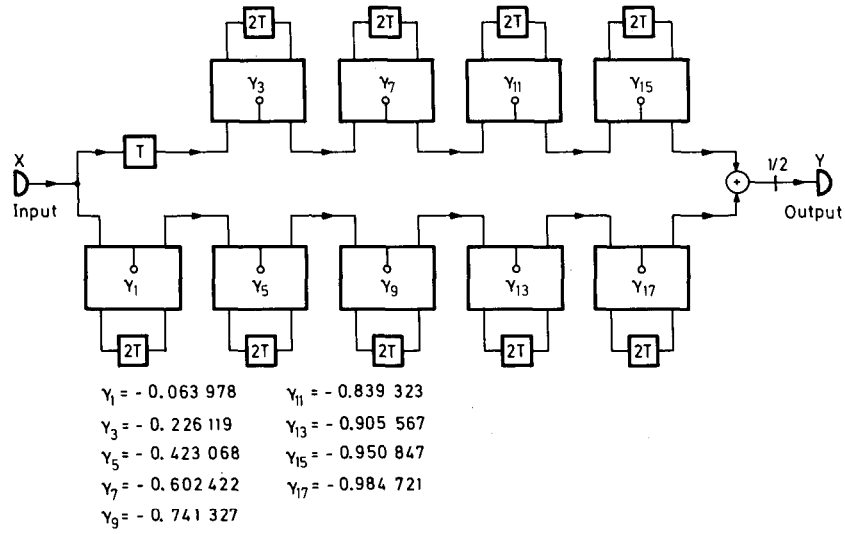 2T 2T 2T 2T
γ3 γ7 γ11 γ15
X T + 1/2 Y
Input Output
γ1 γ5 γ9 γ13 γ17
2T 2T 2T 2T 2T
γ1 = - 0.063 978
γ3 = - 0.226 119
γ5 = - 0.423 068
γ7 = - 0.602 422
γ9 = - 0.741 327
γ11 = - 0.839 323
γ13 = - 0.905 567
γ15 = - 0.950 847
γ17 = - 0.984 721